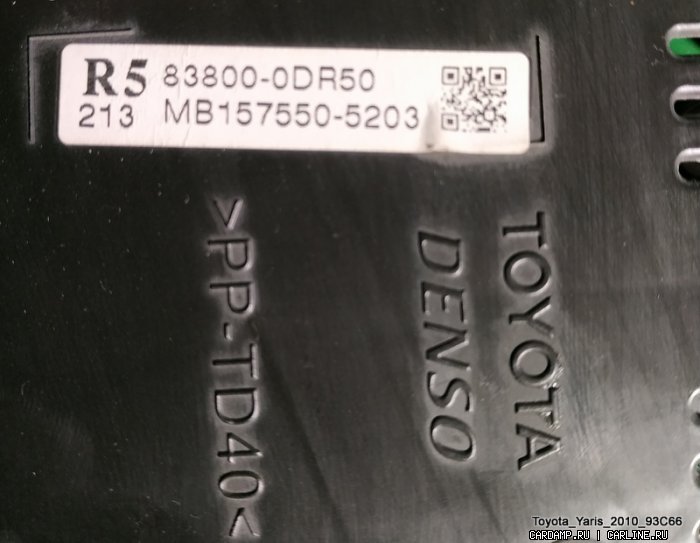 R5 83800-0DR50
213 MB157550-5203
TOYOTA
DENSO
>PP-TD40<
Toyota_Yaris_2010_93C66
CARDAMP.RU | CARLINE.RU